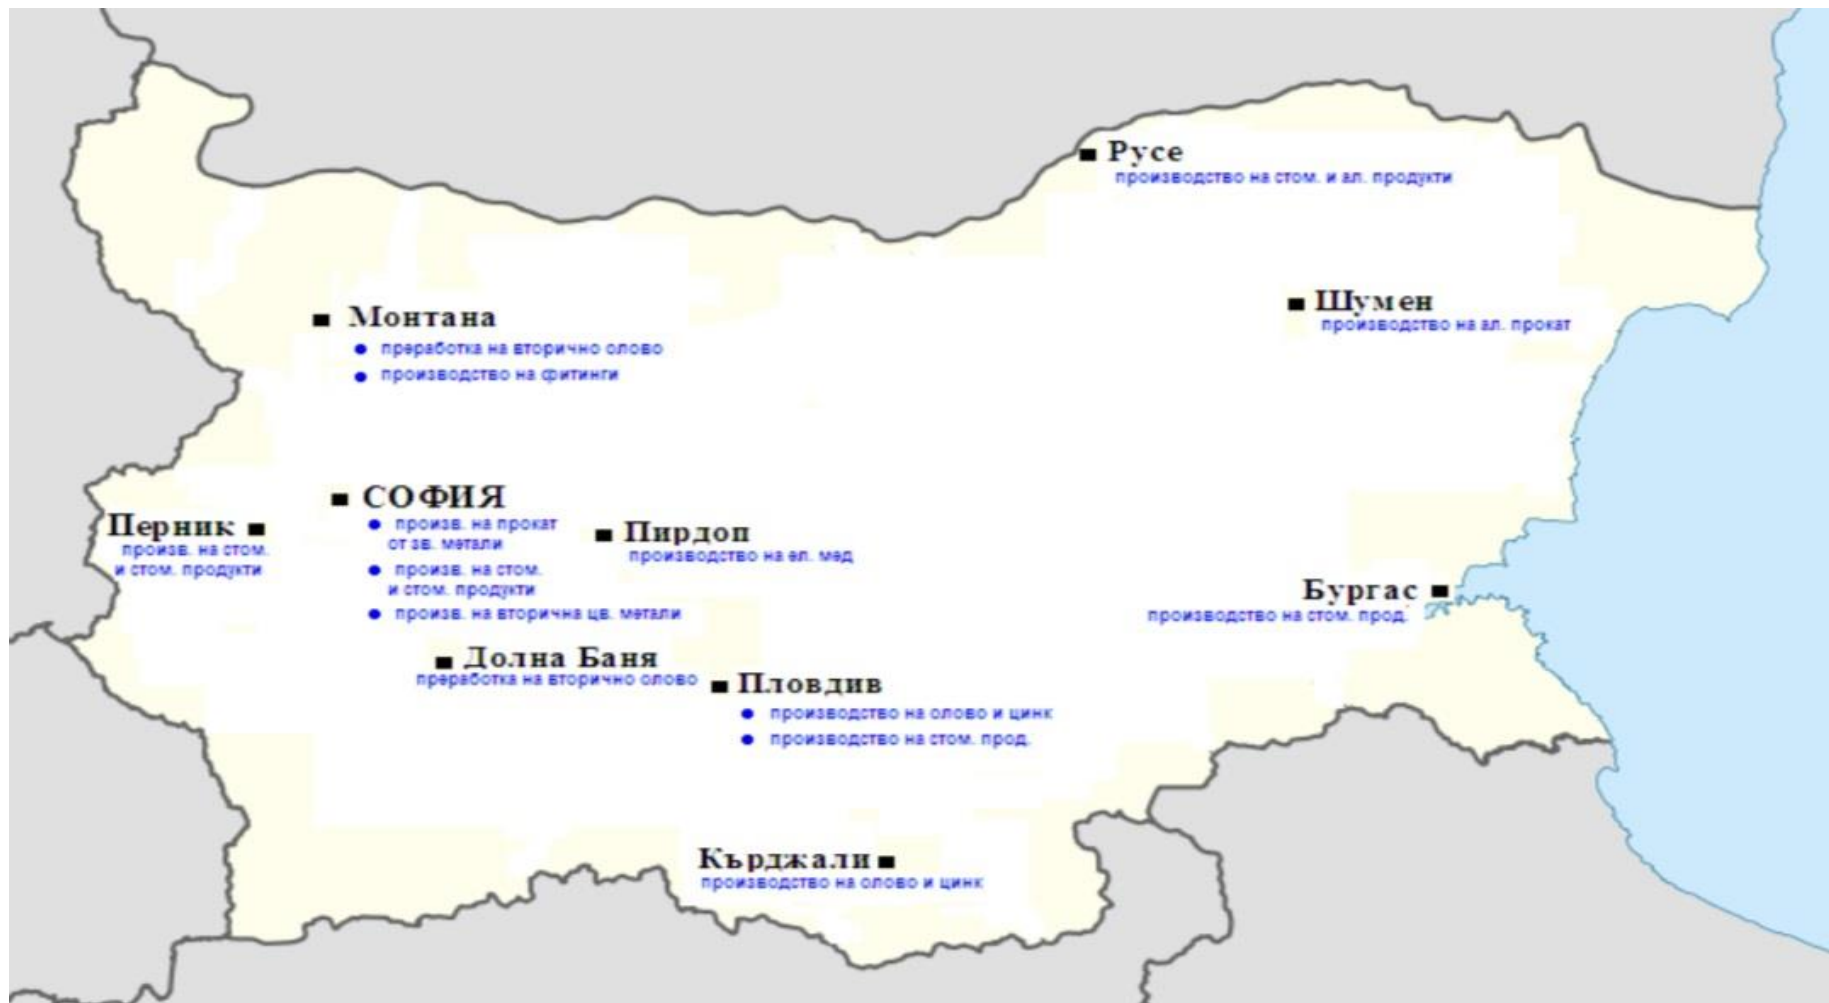 Русе
производство на стом. и ал. продукти
Шумен
производство на ал. прокат
Монтана
• преработка на вторично олово
• производство на фитинги
СОФИЯ
• произв. на прокат
от зв. метали
• произв. на стом.
и стом. продукти
• произв. на вторична цв. метали
Перник
произв. на стом.
и стом. продукти
Пирдоп
производство на ел. мед
Бургас
производство на стом. прод.
Долна Баня
преработка на вторично олово
Пловдив
• производство на олово и цинк
• производство на стом. прод.
Кърджали
производство на олово и цинк